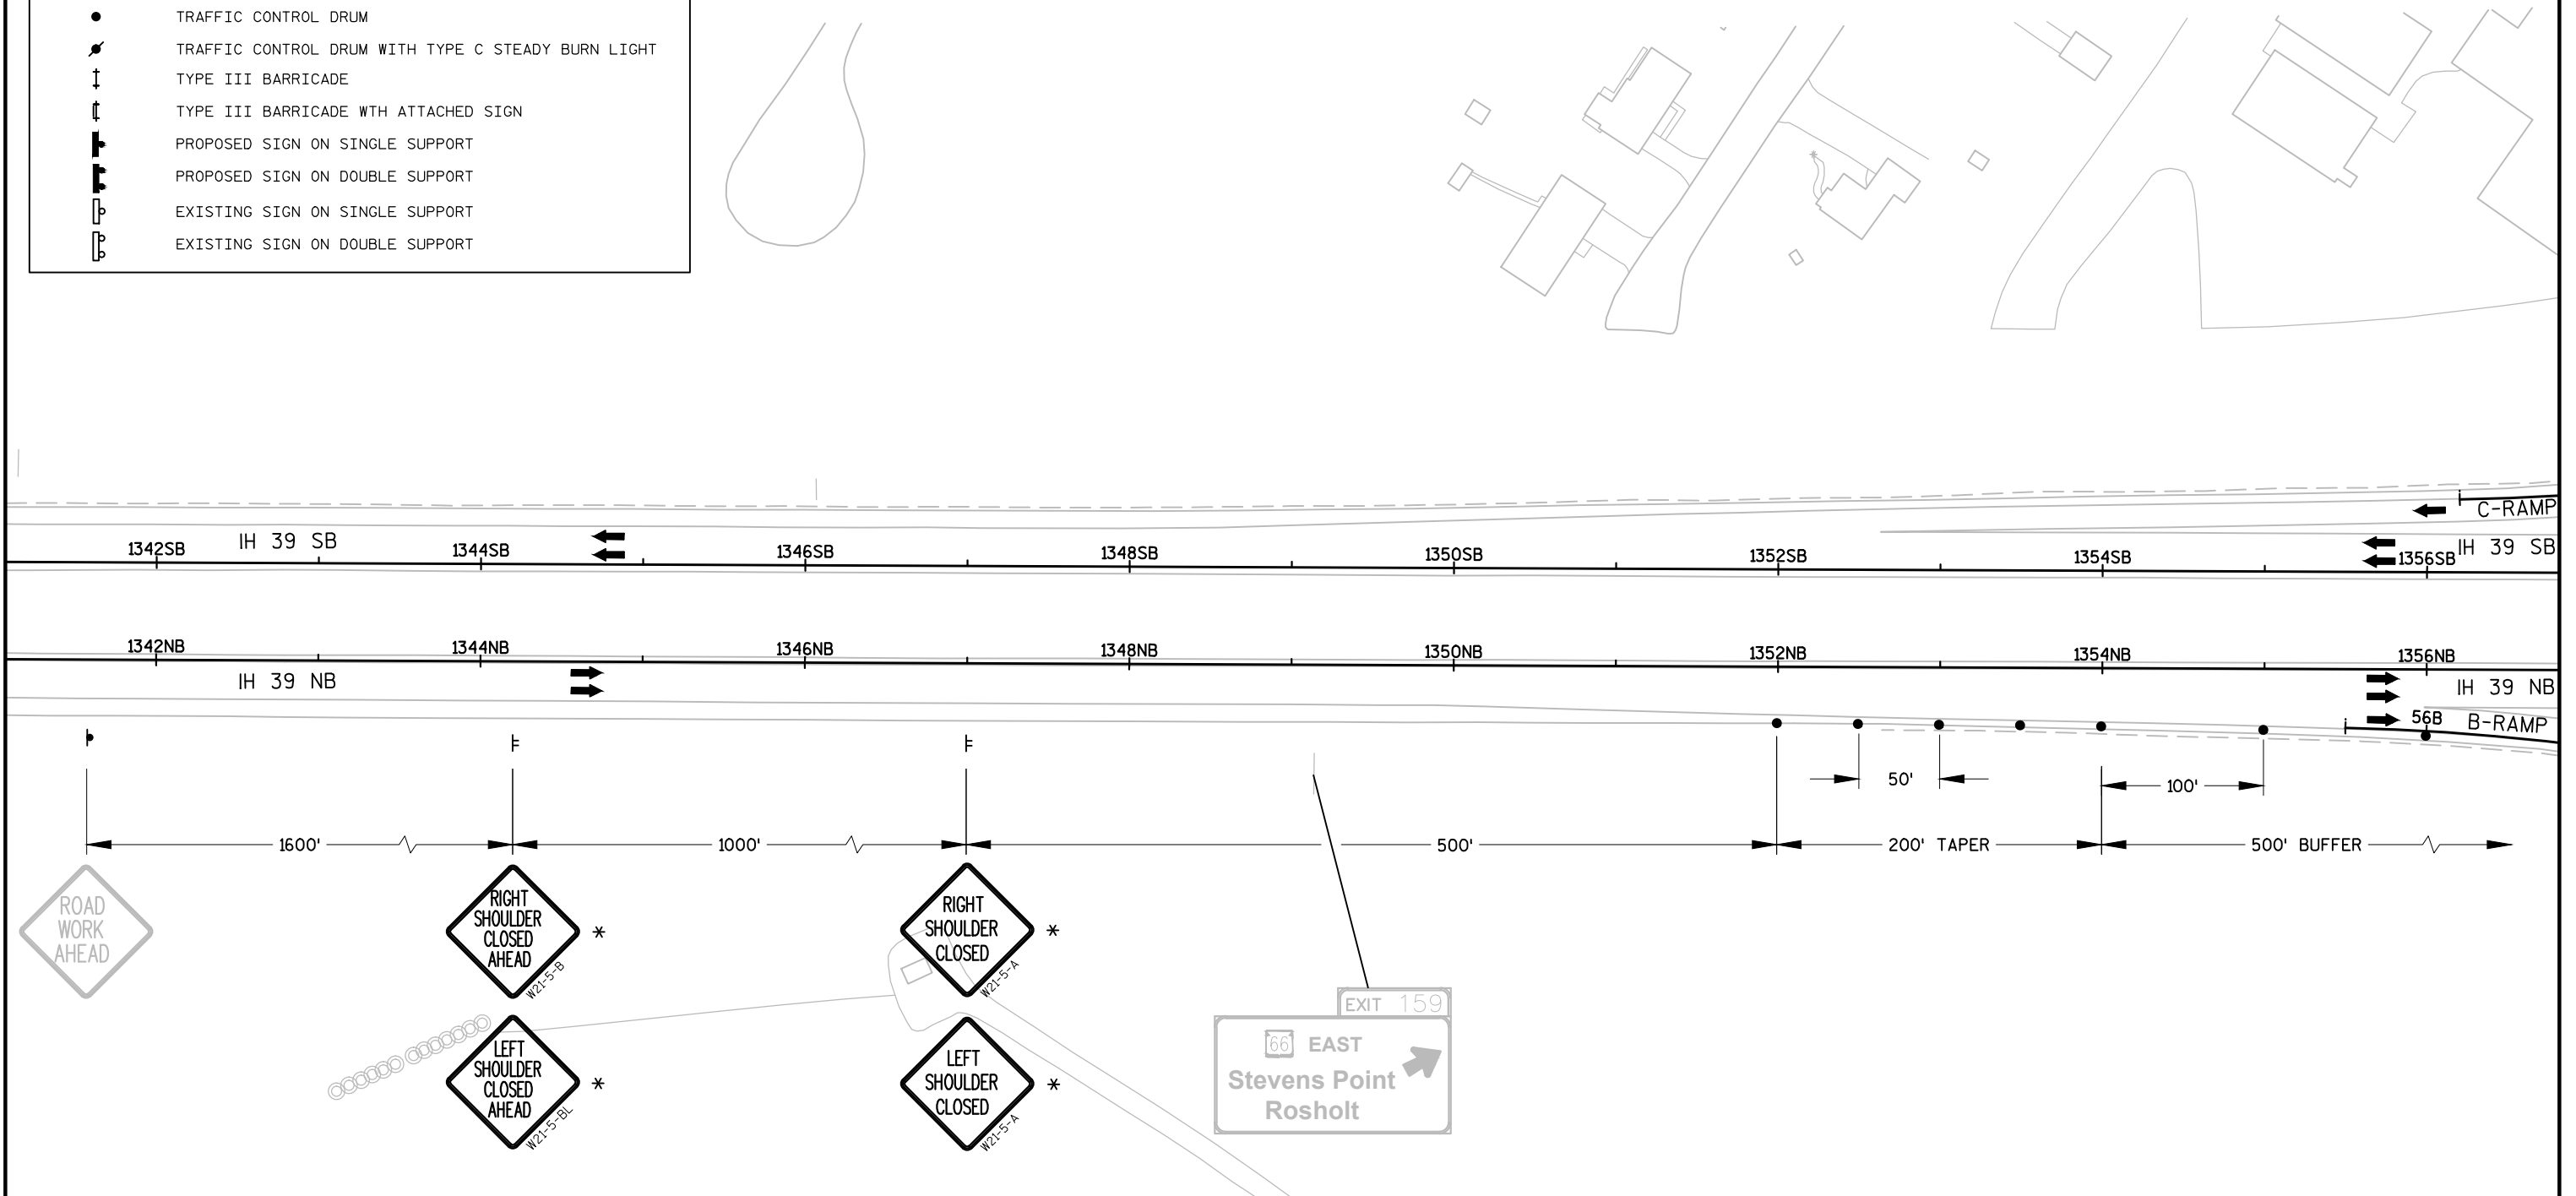 TRAFFIC CONTROL DRUM
TRAFFIC CONTROL DRUM WITH TYPE C STEADY BURN LIGHT
TYPE III BARRICADE
TYPE III BARRICADE WTH ATTACHED SIGN
PROPOSED SIGN ON SINGLE SUPPORT
PROPOSED SIGN ON DOUBLE SUPPORT
EXISTING SIGN ON SINGLE SUPPORT
EXISTING SIGN ON DOUBLE SUPPORT
C-RAMP
IH 39 SB
IH 39 SB
1342SB 1344SB 1346SB 1348SB 1350SB 1352SB 1354SB 1356SB
1342NB 1344NB 1346NB 1348NB 1350NB 1352NB 1354NB 1356NB
IH 39 NB
IH 39 NB
56B B-RAMP
50' 100'
1600' 1000' 500' 200' TAPER 500' BUFFER
ROAD
WORK
AHEAD
RIGHT
SHOULDER
CLOSED
AHEAD
*
W21-5-B
RIGHT
SHOULDER
CLOSED
*
W21-5-A
LEFT
SHOULDER
CLOSED
AHEAD
*
W21-5-BL
LEFT
SHOULDER
CLOSED
*
W21-5-A
EXIT 159
66 EAST
Stevens Point
Rosholt